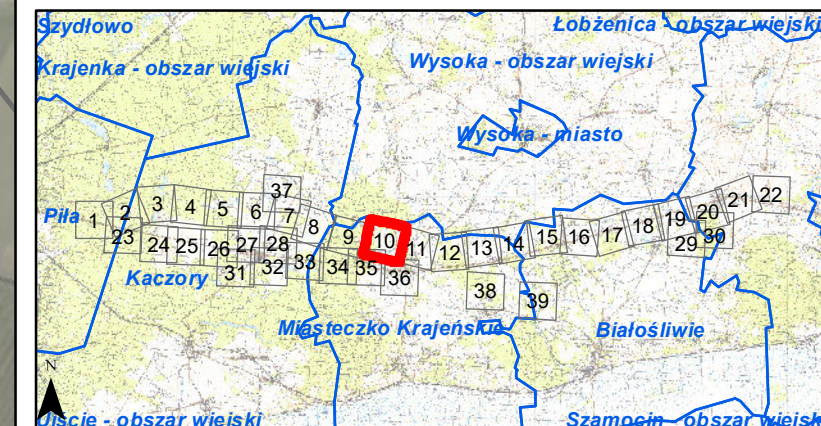 Szydłowo
Łobżenica - obszar wiejski
Krajenka - obszar wiejski
Wysoka - obszar wiejski
Wysoka - miasto
37
1 2 3 4 5 6 7 8 9 10 11 12 13 14 15 16 17 18 19 20 21 22
Piła
23 24 25 26 27 28 29 30
31 32 33 34 35 36
Kaczory
38 39
Miasteczko Krajeńskie
Białośliwie
N
Ujście - obszar wiejski
Szamocin - obszar wiejski